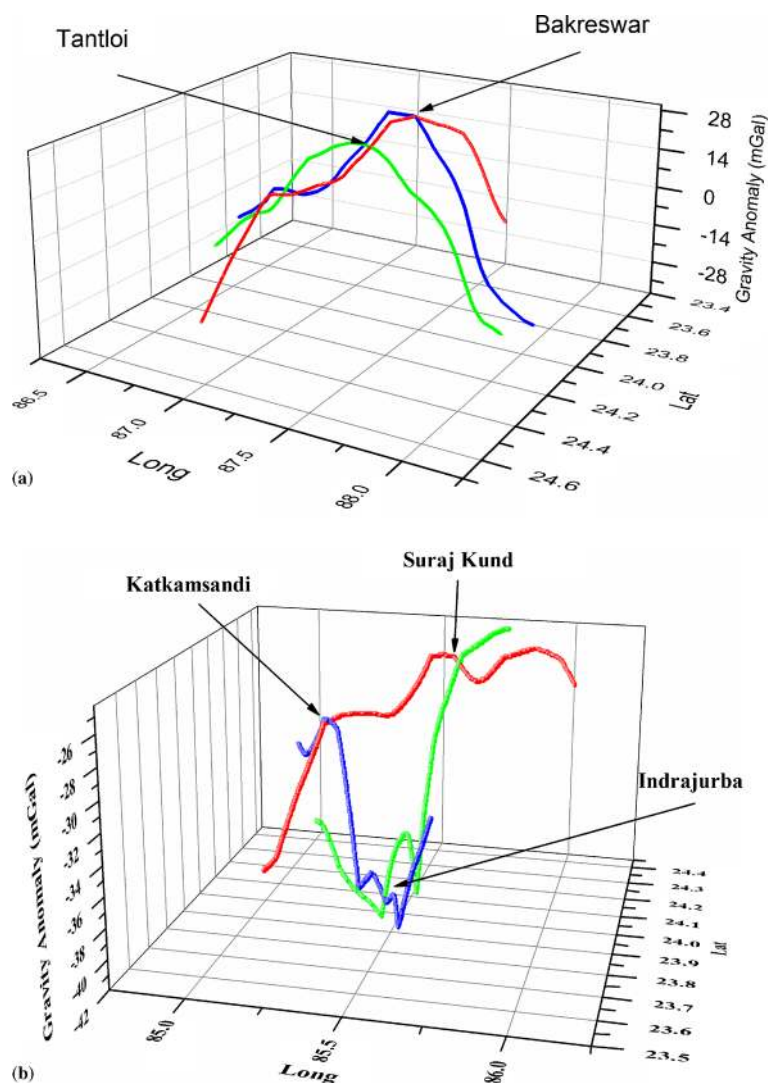 Tantloi
Bakreswar
28
14
0
-14
-28
Gravity Anomaly (mGal)
23.4
23.6
23.8
24.0
24.2
24.4
24.6
Lat
86.5
87.0
87.5
88.0
Long
(a)
Katkamsandi
Suraj Kund
Indrajurba
-26
-28
-30
-32
-34
-36
-38
-40
-42
Gravity Anomaly (mGal)
24.4
24.3
24.2
24.1
24.0
23.9
23.8
23.7
23.6
23.5
Lat
85.0
85.5
86.0
Long
(b)